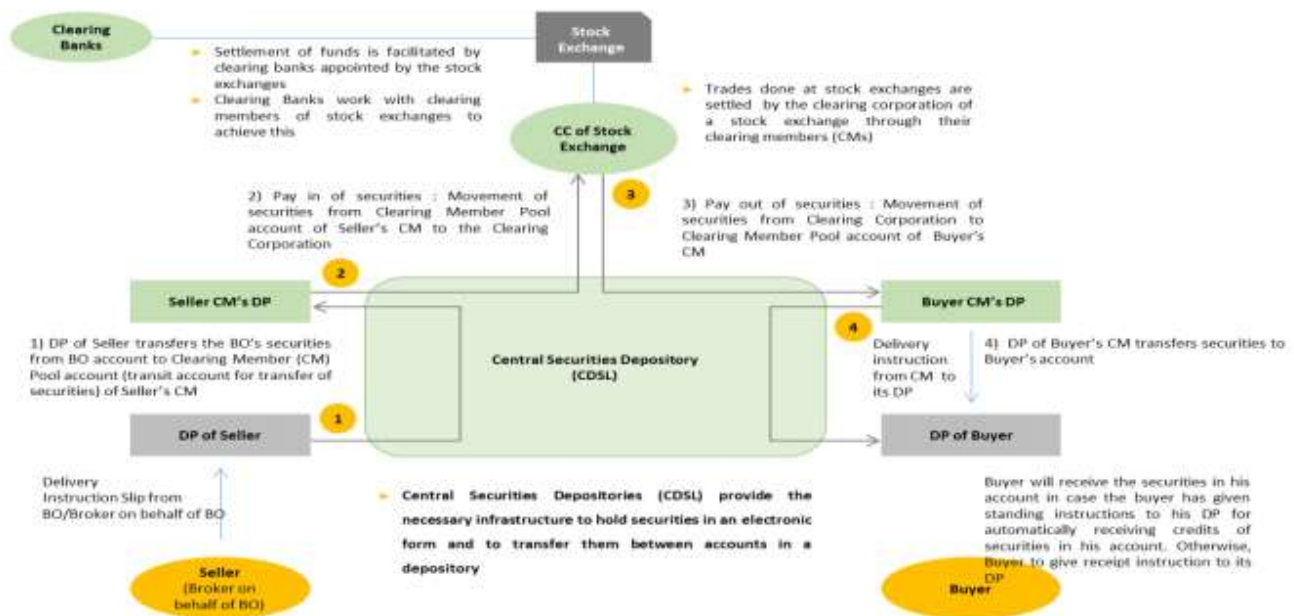 Clearing
Banks
Stock
Exchange
► Settlement of funds is facilitated by
clearing banks appointed by the stock
exchanges
► Clearing Banks work with clearing
members of stock exchanges to
achieve this
► Trades done at stock exchanges are
settled by the clearing corporation of
a stock exchange through their
clearing members (CMs)
CC of Stock
Exchange
2) Pay in of securities : Movement of
securities from Clearing Member Pool
account of Seller's CM to the Clearing
Corporation
3
3) Pay out of securities : Movement of
securities from Clearing Corporation to
Clearing Member Pool account of Buyer's
CM
2
Seller CM's DP
Buyer CM's DP
1) DP of Seller transfers the BO's securities
from BO account to Clearing Member (CM)
Pool account (transit account for transfer of
securities) of Seller's CM
Central Securities Depository
(CDSL)
4
Delivery
instruction
from CM to
its DP
4) DP of Buyer's CM transfers securities to
Buyer's account
1
DP of Seller
DP of Buyer
Delivery
Instruction Slip from
BO/Broker on behalf of BO
► Central Securities Depositories (CDSL) provide the
necessary infrastructure to hold securities in an electronic
form and to transfer them between accounts in a
depository
Buyer will receive the securities in his
account in case the buyer has given
standing instructions to his DP for
automatically receiving credits of
securities in his account. Otherwise,
Buyer to give receipt instruction to its
DP
Seller
(Broker on
behalf of BO)
Buyer